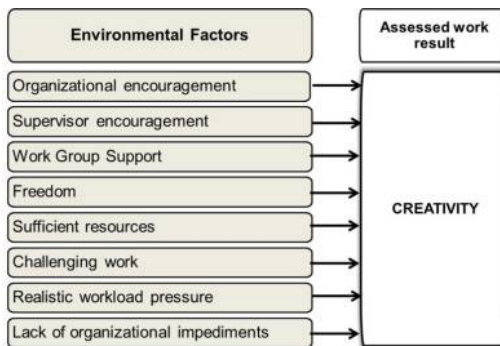 Environmental Factors
Assessed work
result
Organizational encouragement
Supervisor encouragement
Work Group Support
Freedom
Sufficient resources
Challenging work
Realistic workload pressure
Lack of organizational impediments
CREATIVITY